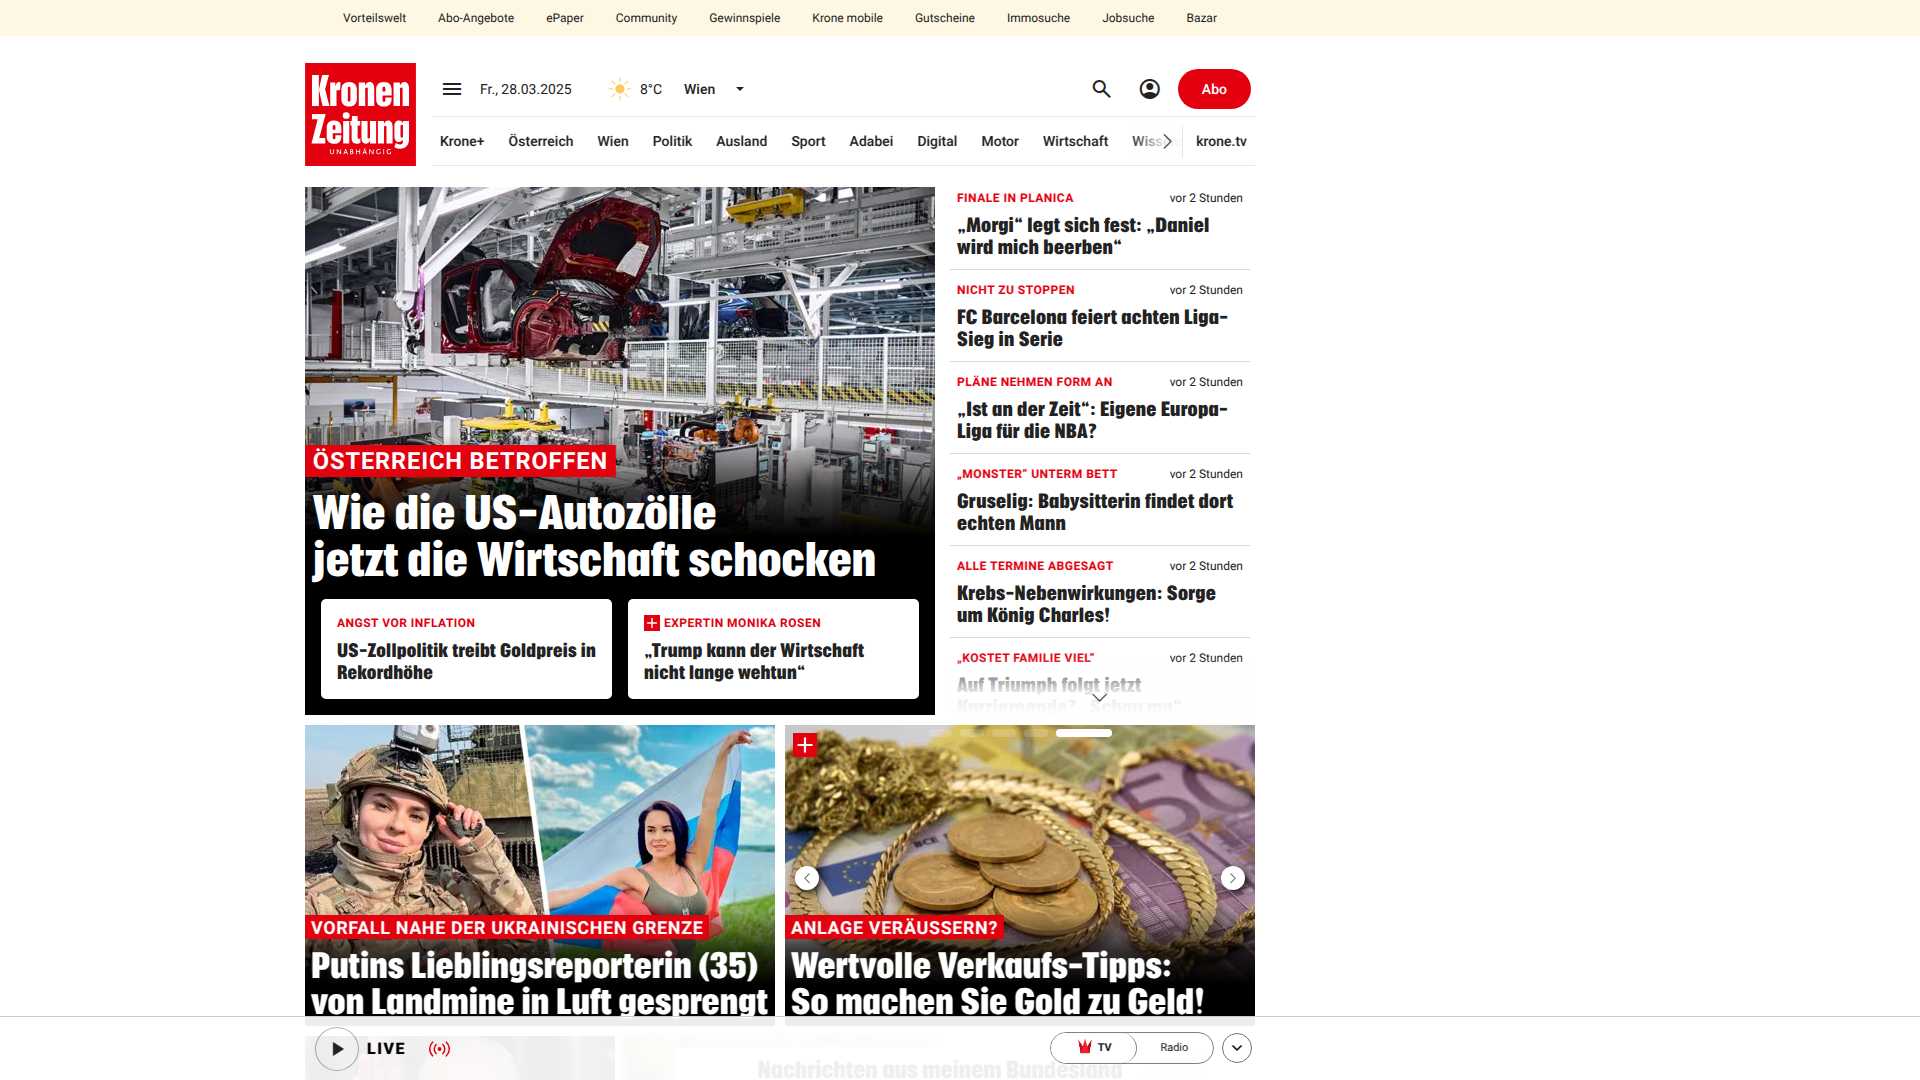 Vorteilswelt Abo-Angebote ePaper Community Gewinnspiele Krone mobile Gutscheine Immosuche Jobsuche Bazar
Kronen
Zeitung
UNABHÄNGIG
Fr., 28.03.2025 8°C Wien
Abo
Krone+ Österreich Wien Politik Ausland Sport Adabei Digital Motor Wirtschaft Wiss krone.tv
ÖSTERREICH BETROFFEN
Wie die US-Autozölle
jetzt die Wirtschaft schocken
ANGST VOR INFLATION
US-Zollpolitik treibt Goldpreis in
Rekordhöhe
EXPERTIN MONIKA ROSEN
„Trump kann der Wirtschaft
nicht lange wehtun“
FINALE IN PLANICA vor 2 Stunden
„Morgi“ legt sich fest: „Daniel
wird mich beerben“
NICHT ZU STOPPEN vor 2 Stunden
FC Barcelona feiert achten Liga-
Sieg in Serie
PLÄNE NEHMEN FORM AN vor 2 Stunden
„Ist an der Zeit“: Eigene Europa-
Liga für die NBA?
„MONSTER“ UNTERM BETT vor 2 Stunden
Gruselig: Babysitterin findet dort
echten Mann
ALLE TERMINE ABGESAGT vor 2 Stunden
Krebs-Nebenwirkungen: Sorge
um König Charles!
„KOSTET FAMILIE VIEL“ vor 2 Stunden
Auf Triumph folgt jetzt
Karriereende? „Schau ma“
VORFALL NAHE DER UKRAINISCHEN GRENZE
Putins Lieblingsreporterin (35)
von Landmine in Luft gesprengt
ANLAGE VERÄUSSERN?
Wertvolle Verkaufs-Tipps:
So machen Sie Gold zu Geld!
LIVE
TV Radio
Nachrichten aus meinem Bundesland